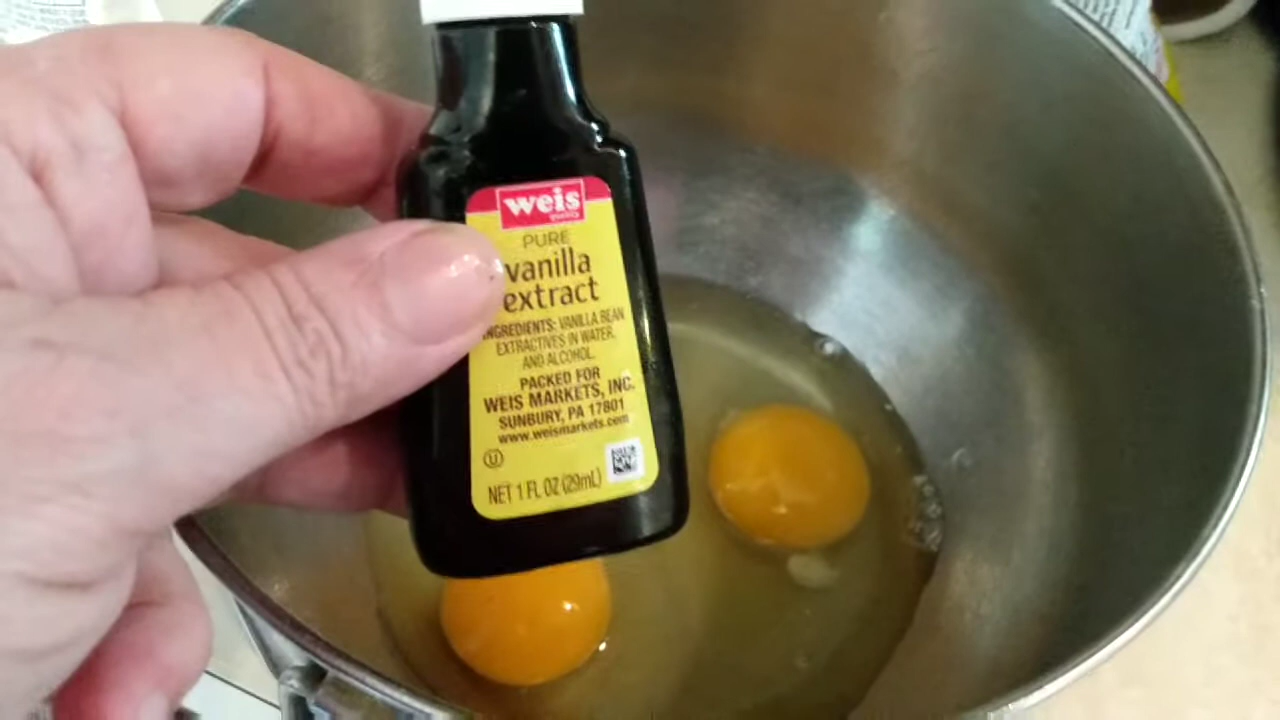 weis
quality
PURE
vanilla
extract
INGREDIENTS: VANILLA BEAN
EXTRACTIVES IN WATER,
AND ALCOHOL.
PACKED FOR
WEIS MARKETS, INC.
SUNBURY, PA 17801
www.weismarkets.com
U
NET 1 FL OZ (29mL)